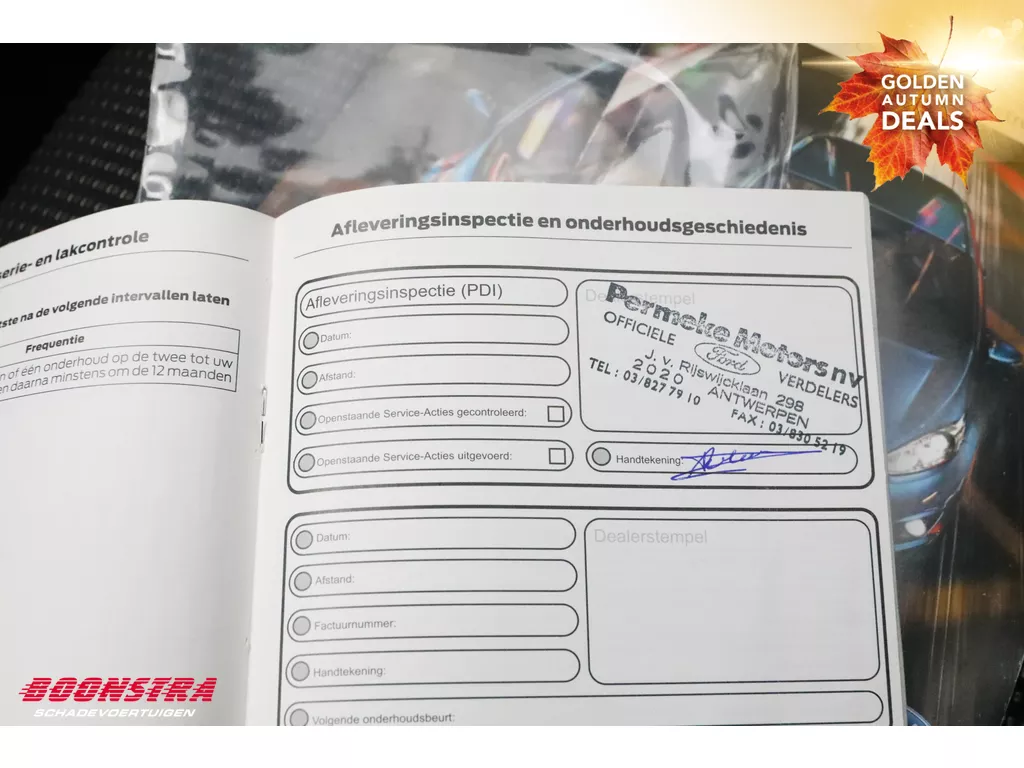 GOLDEN
AUTUMN
DEALS
serie- en lakcontrole
na de volgende intervallen laten
Frequentie
of één onderhoud op de twee tot uw
daarna minstens om de 12 maanden
Afleveringsinspectie en onderhoudsgeschiedenis
Afleveringsinspectie (PDI)
Datum:
Afstand:
Openstaande Service-Acties gecontroleerd:
Openstaande Service-Acties uitgevoerd:
Dealerstempel
Permeke Motors nv
OFFICIELE Ford VERDELERS
J. v. Rijswijcklaan 298
2020 ANTWERPEN
TEL: 03/827 79 10 FAX: 03/830 52 19
Handtekening:
Datum:
Afstand:
Factuurnummer:
Handtekening:
Volgende onderhoudsbeurt:
Dealerstempel
BOONSTRA
SCHADEVOERTUIGEN